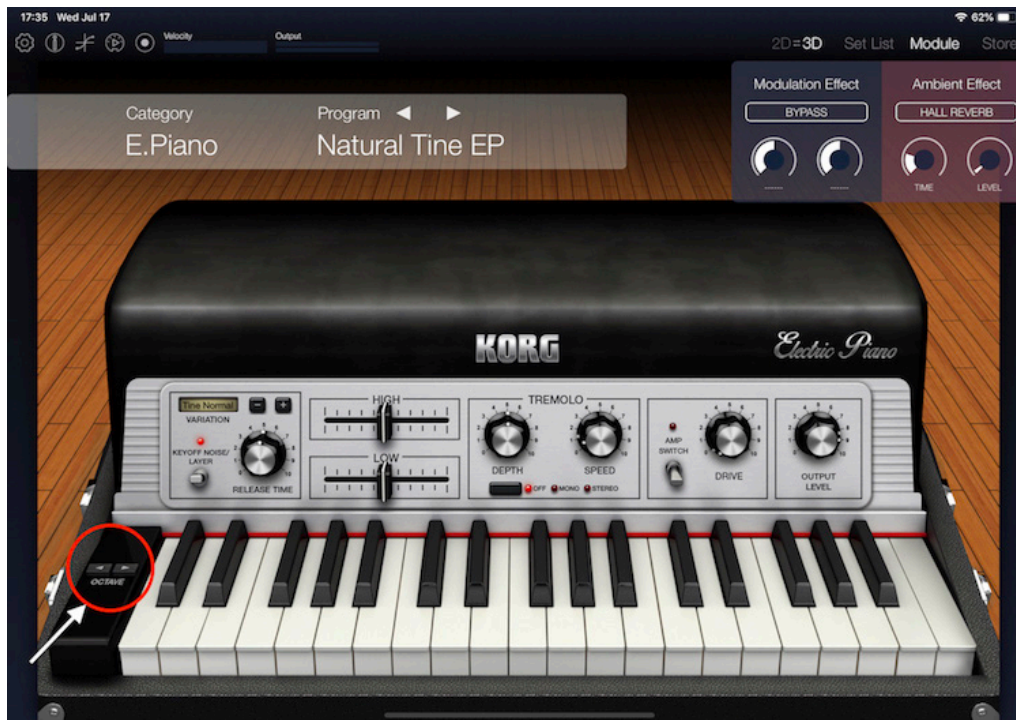 17:35 Wed Jul 17
62%
Velocity
Output
2D=3D Set List Module Store
Modulation Effect
BYPASS
------
------
Ambient Effect
HALL REVERB
TIME
LEVEL
Category
E.Piano
Program
Natural Tine EP
KORG
Electric Piano
Tine Normal
VARIATION
KEYOFF NOISE/
LAYER
RELEASE TIME
HIGH
LOW
TREMOLO
DEPTH
SPEED
OFF MONO STEREO
AMP
SWITCH
DRIVE
OUTPUT
LEVEL
OCTAVE